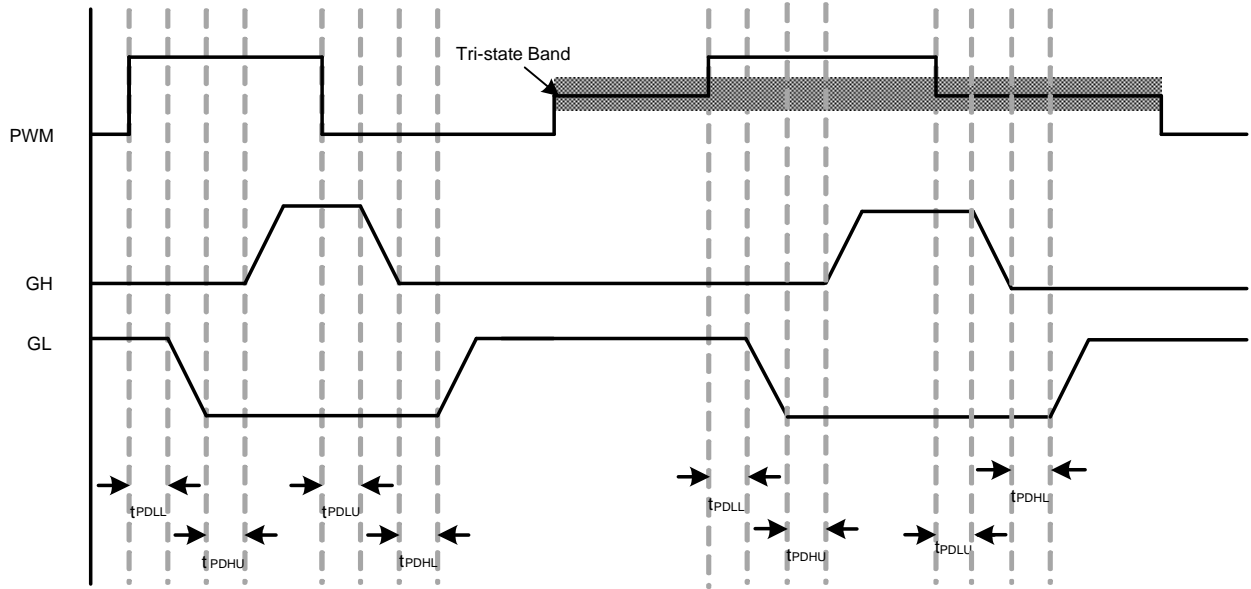 Tri-state Band
PWM
GH
GL
tPDLL
tPDHU
tPDLU
tPDHL
tPDLL
tPDHU
tPDLU
tPDHL